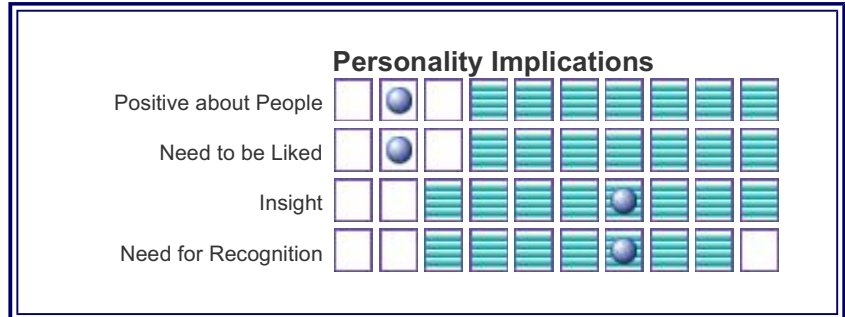 Personality Implications
Positive about People
Need to be Liked
Insight
Need for Recognition